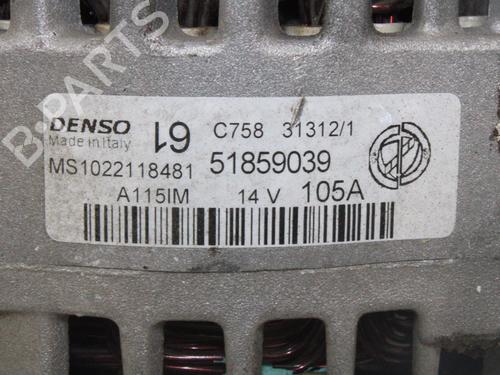 B-PARTS
DENSO
Made in Italy
61
C758 31312/1
MS1022118481 51859039
A115IM 14 V 105A